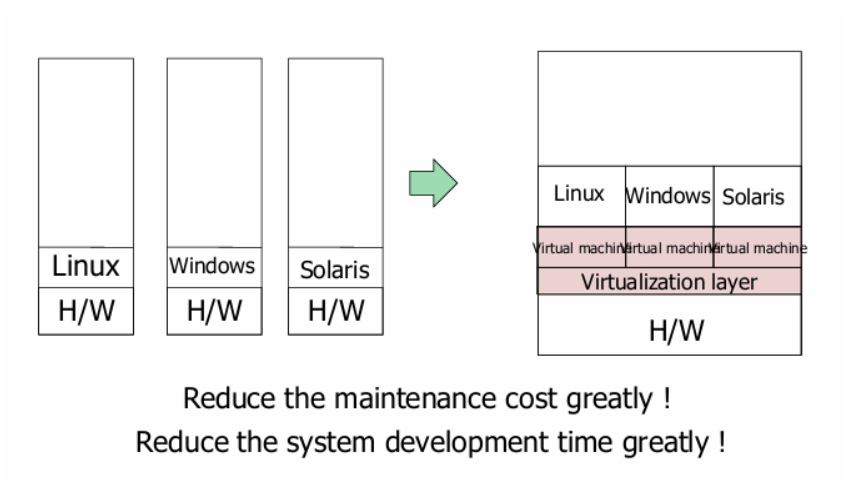 Linux
Windows
Solaris
H/W
H/W
H/W
Linux
Windows
Solaris
Virtual machine
Virtual machine
Virtual machine
Virtualization layer
H/W
Reduce the maintenance cost greatly !
Reduce the system development time greatly !